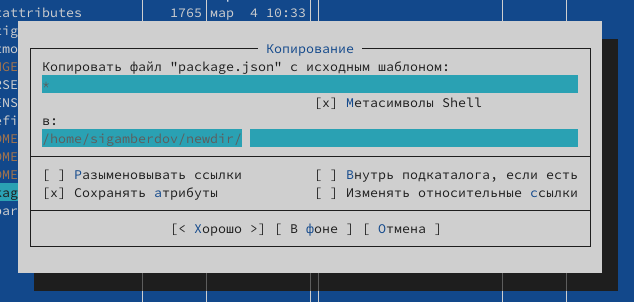 attributes 1765 мар 4 10:33
Копирование
Копировать файл "package.json" с исходным шаблоном:
*
[x] Метасимволы Shell
в:
/home/sigamberdov/newdir/
[ ] Разыменовывать ссылки [ ] Внутрь подкаталога, если есть
[x] Сохранять атрибуты [ ] Изменять относительные ссылки
[< Хорошо >] [ В фоне ] [ Отмена ]